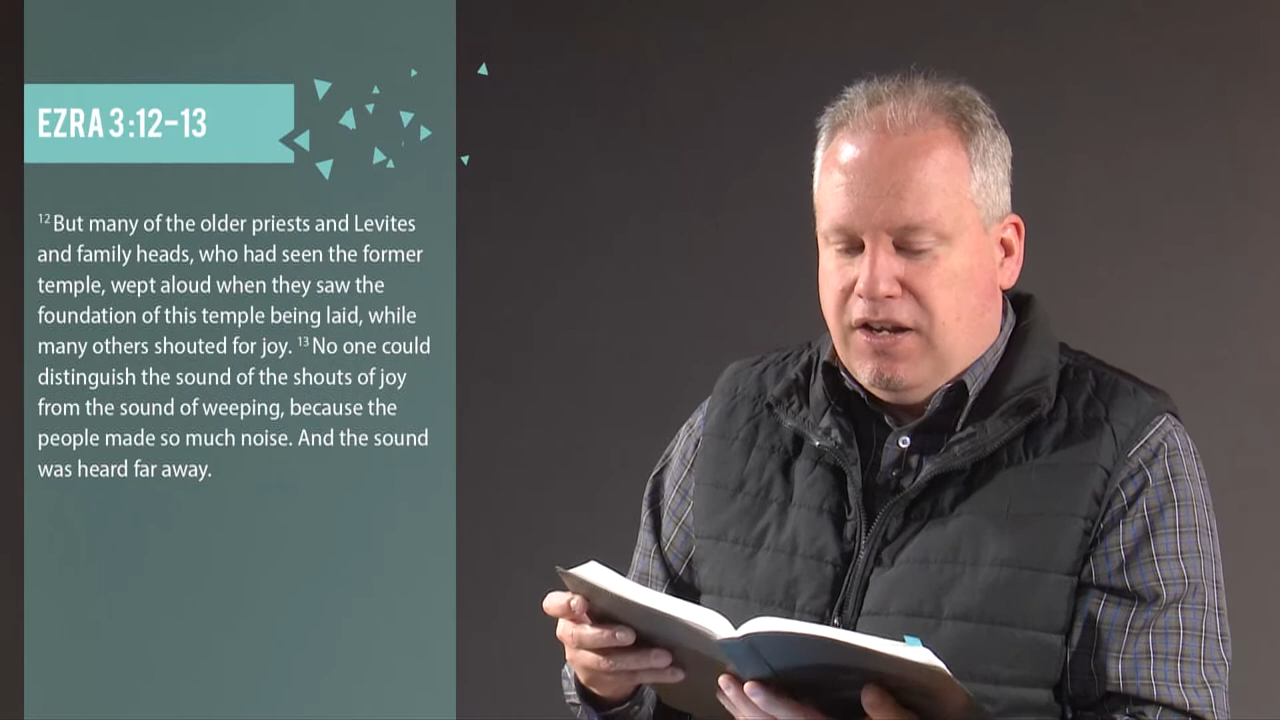 EZRA 3:12–13
¹² But many of the older priests and Levites
and family heads, who had seen the former
temple, wept aloud when they saw the
foundation of this temple being laid, while
many others shouted for joy. ¹³ No one could
distinguish the sound of the shouts of joy
from the sound of weeping, because the
people made so much noise. And the sound
was heard far away.